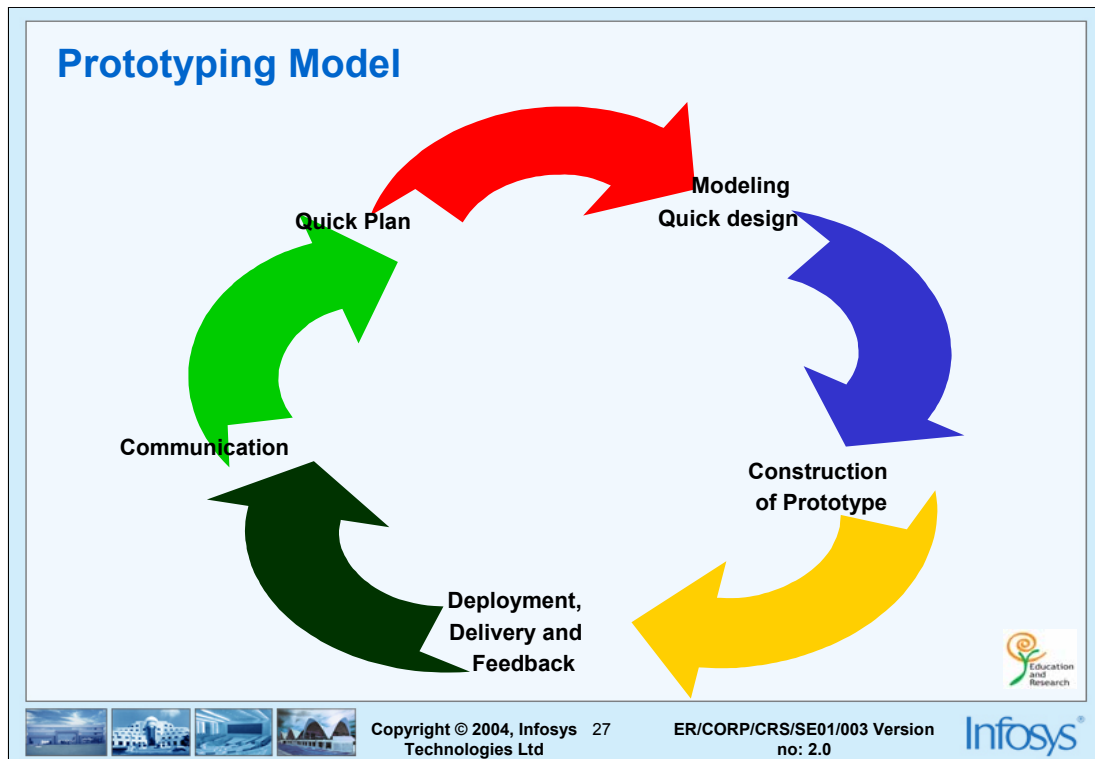 Prototyping Model
Modeling
Quick design
Quick Plan
Communication
Construction
of Prototype
Deployment,
Delivery and
Feedback
Education
and
Research
Copyright © 2004, Infosys
Technologies Ltd
27
ER/CORP/CRS/SE01/003 Version
no: 2.0
Infosys®